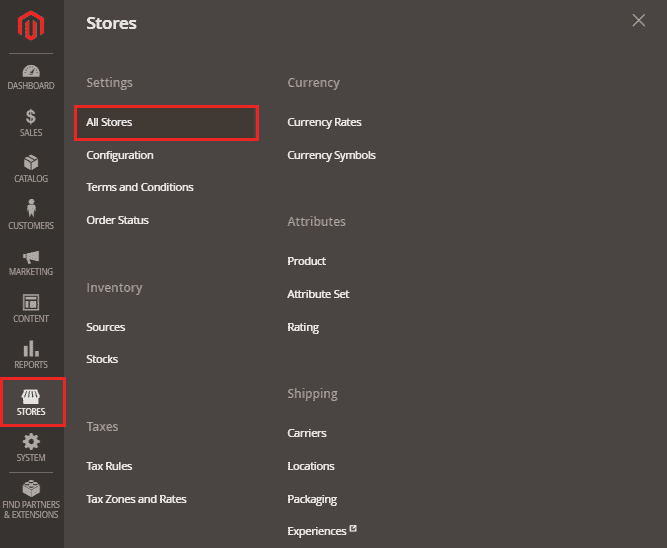 DASHBOARD
SALES
CATALOG
CUSTOMERS
MARKETING
CONTENT
REPORTS
STORES
SYSTEM
FIND PARTNERS
& EXTENSIONS
Stores
Settings
All Stores
Configuration
Terms and Conditions
Order Status
Inventory
Sources
Stocks
Taxes
Tax Rules
Tax Zones and Rates
Currency
Currency Rates
Currency Symbols
Attributes
Product
Attribute Set
Rating
Shipping
Carriers
Locations
Packaging
Experiences